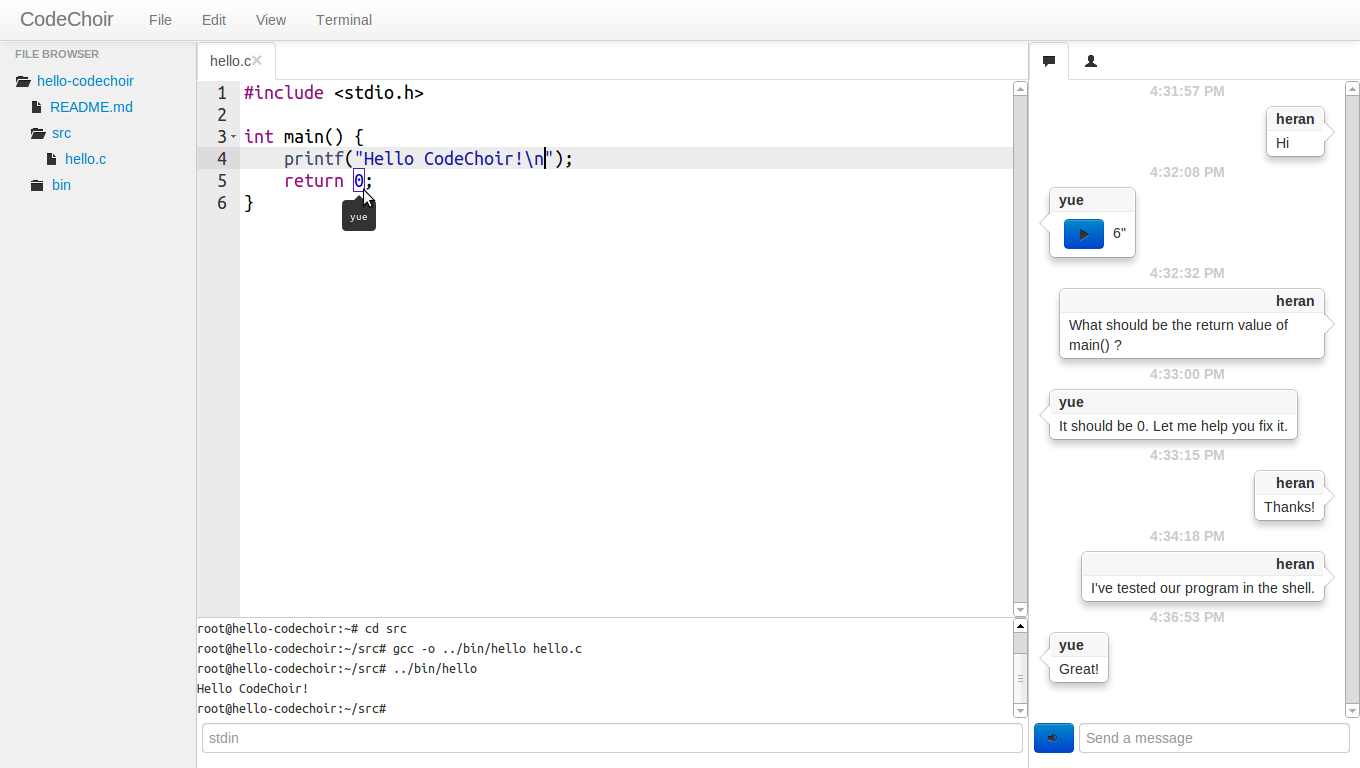 CodeChoir File Edit View Terminal
FILE BROWSER
hello-codechoir
README.md
src
hello.c
bin
hello.c
1 #include <stdio.h>
2
3 int main() {
4     printf("Hello CodeChoir!\n");
5     return 0;
6 }
yue
root@hello-codechoir:~# cd src
root@hello-codechoir:~/src# gcc -o ../bin/hello hello.c
root@hello-codechoir:~/src# ../bin/hello
Hello CodeChoir!
root@hello-codechoir:~/src#
stdin
4:31:57 PM
heran
Hi
4:32:08 PM
yue
6"
4:32:32 PM
heran
What should be the return value of
main() ?
4:33:00 PM
yue
It should be 0. Let me help you fix it.
4:33:15 PM
heran
Thanks!
4:34:18 PM
heran
I've tested our program in the shell.
4:36:53 PM
yue
Great!
Send a message